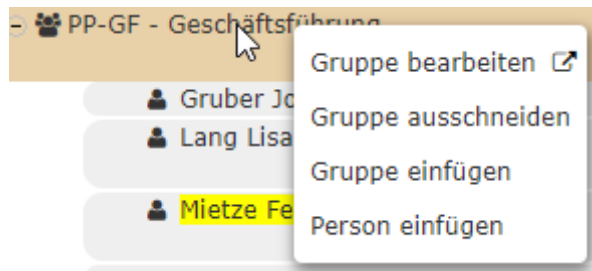 PP-GF - Geschäftsführung
Gruppe bearbeiten
Gruber Jo
Gruppe ausschneiden
Lang Lisa
Gruppe einfügen
Mietze Fe
Person einfügen